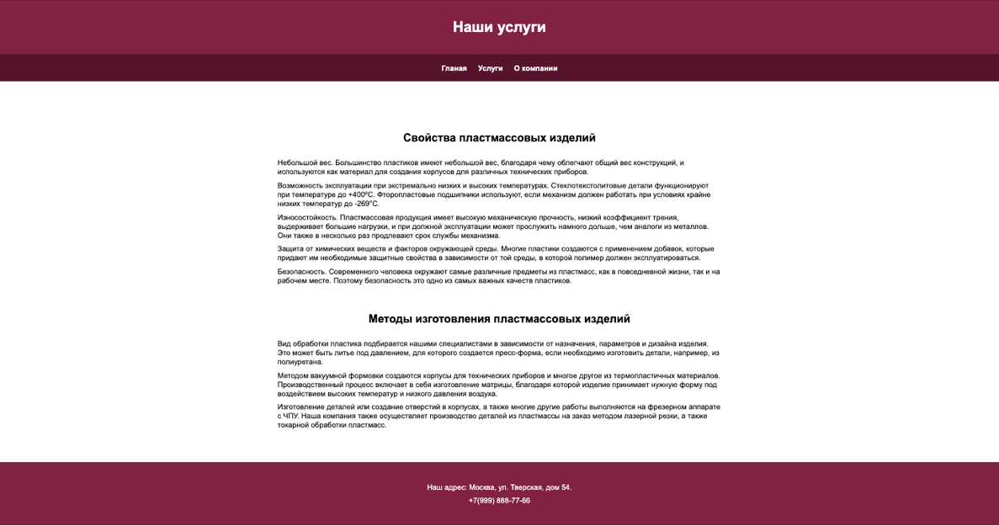 Наши услуги
Гланая Услуги О компании
Свойства пластмассовых изделий
Небольшой вес. Большинство пластиков имеют небольшой вес, благодаря чему облегчают общий вес конструкций, и
используются как материал для создания корпусов для различных технических приборов.
Возможность эксплуатации при экстремально низких и высоких температурах. Стеклотекстолитовые детали функционируют
при температуре до +400ºС. Фторопластовые подшипники используют, если механизм должен работать при условиях крайне
низких температур до -269°С.
Износостойкость. Пластмассовая продукция имеет высокую механическую прочность, низкий коэффициент трения,
выдерживает большие нагрузки, и при должной эксплуатации может прослужить намного дольше, чем аналоги из металлов.
Они также в несколько раз продлевают срок службы механизма.
Защита от химических веществ и факторов окружающей среды. Многие пластики создаются с применением добавок, которые
придают им необходимые защитные свойства в зависимости от той среды, в которой полимер должен эксплуатироваться.
Безопасность. Современного человека окружают самые различные предметы из пластмасс, как в повседневной жизни, так и на
рабочем месте. Поэтому безопасность это одно из самых важных качеств пластиков.
Методы изготовления пластмассовых изделий
Вид обработки пластика подбирается нашими специалистами в зависимости от назначения, параметров и дизайна изделия.
Это может быть литье под давлением, для которого создается пресс-форма, если необходимо изготовить детали, например, из
полиуретана.
Методом вакуумной формовки создаются корпусы для технических приборов и многое другое из термопластичных материалов.
Производственный процесс включает в себя изготовление матрицы, благодаря которой изделие принимает нужную форму под
воздействием высоких температур и низкого давления воздуха.
Изготовление деталей или создание отверстий в корпусах, а также многие другие работы выполняются на фрезерном аппарате
с ЧПУ. Наша компания также осуществляет производство деталей из пластмассы на заказ методом лазерной резки, а также
токарной обработки пластмасс.
Наш адрес: Москва, ул. Тверская, дом 54.
+7(999) 888-77-66